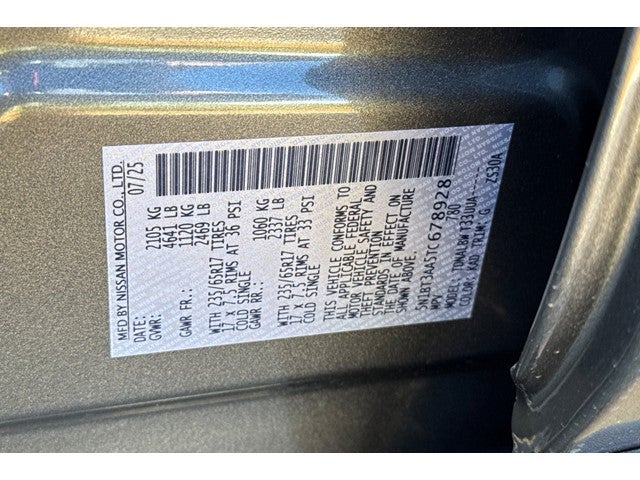 MFD BY NISSAN MOTOR CO., LTD.
DATE: 07/25
GVWR: 2105 KG
4641 LB
GAWR FR.: 1120 KG
2469 LB
WITH 235/65R17 TIRES
17 X 7.5 RIMS AT 36 PSI
COLD SINGLE
GAWR RR.: 1060 KG
2337 LB
WITH 235/65R17 TIRES
17 X 7.5 RIMS AT 33 PSI
COLD SINGLE
THIS VEHICLE CONFORMS TO
ALL APPLICABLE FEDERAL
MOTOR VEHICLE SAFETY AND
THEFT PREVENTION
STANDARDS IN EFFECT ON
THE DATE OF MANUFACTURE
SHOWN ABOVE.
5N1BT3AA5TC678928
MPV 780
COLOR: KAD TRIM: G